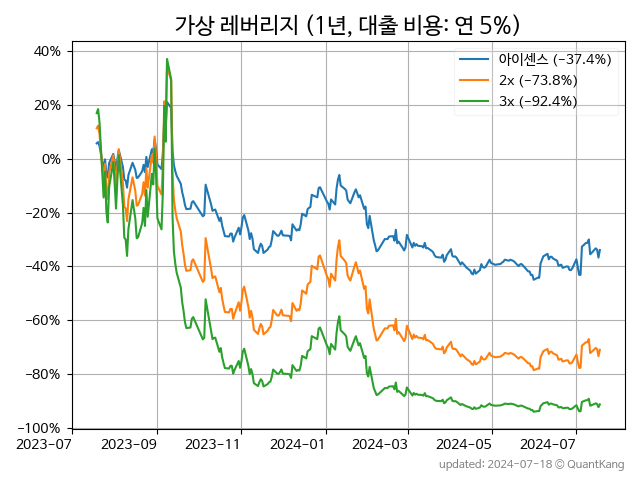 가상 레버리지 (1년, 대출 비용: 연 5%)
아이센스 (-37.4%)
2x (-73.8%)
3x (-92.4%)
40%
20%
0%
-20%
-40%
-60%
-80%
-100%
2023-07 2023-09 2023-11 2024-01 2024-03 2024-05 2024-07
updated: 2024-07-18 © QuantKang